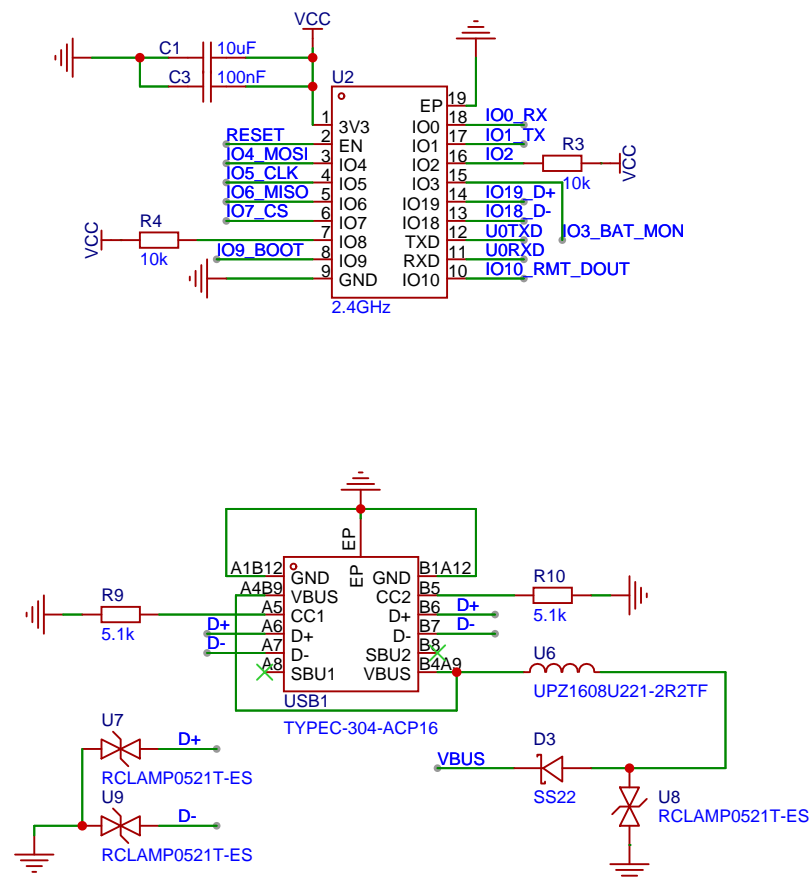 VCC
C1 10uF
C3 100nF
U2
EP 19
1 3V3 IO0 18 IO0_RX
RESET 2 EN IO1 17 IO1_TX
IO4_MOSI 3 IO4 IO2 16 IO2 R3 10k VCC
IO5_CLK 4 IO5 IO3 15
IO6_MISO 5 IO6 IO19 14 IO19_D+
IO7_CS 6 IO7 IO18 13 IO18_D-
VCC R4 10k 7 IO8 TXD 12 U0TXD IO3_BAT_MON
IO9_BOOT 8 IO9 RXD 11 U0RXD
9 GND IO10 10 IO10_RMT_DOUT
2.4GHz
EP
EP
A1B12 GND GND B1A12
A4B9 VBUS CC2 B5 R10 5.1k
R9 5.1k A5 CC1 D+ B6 D+
D+ A6 D+ D- B7 D-
D- A7 D- SBU2 B8
A8 SBU1 VBUS B4A9
USB1
TYPEC-304-ACP16
U6
UPZ1608U221-2R2TF
U7 D+
RCLAMP0521T-ES
U9 D-
RCLAMP0521T-ES
VBUS D3
SS22
U8
RCLAMP0521T-ES